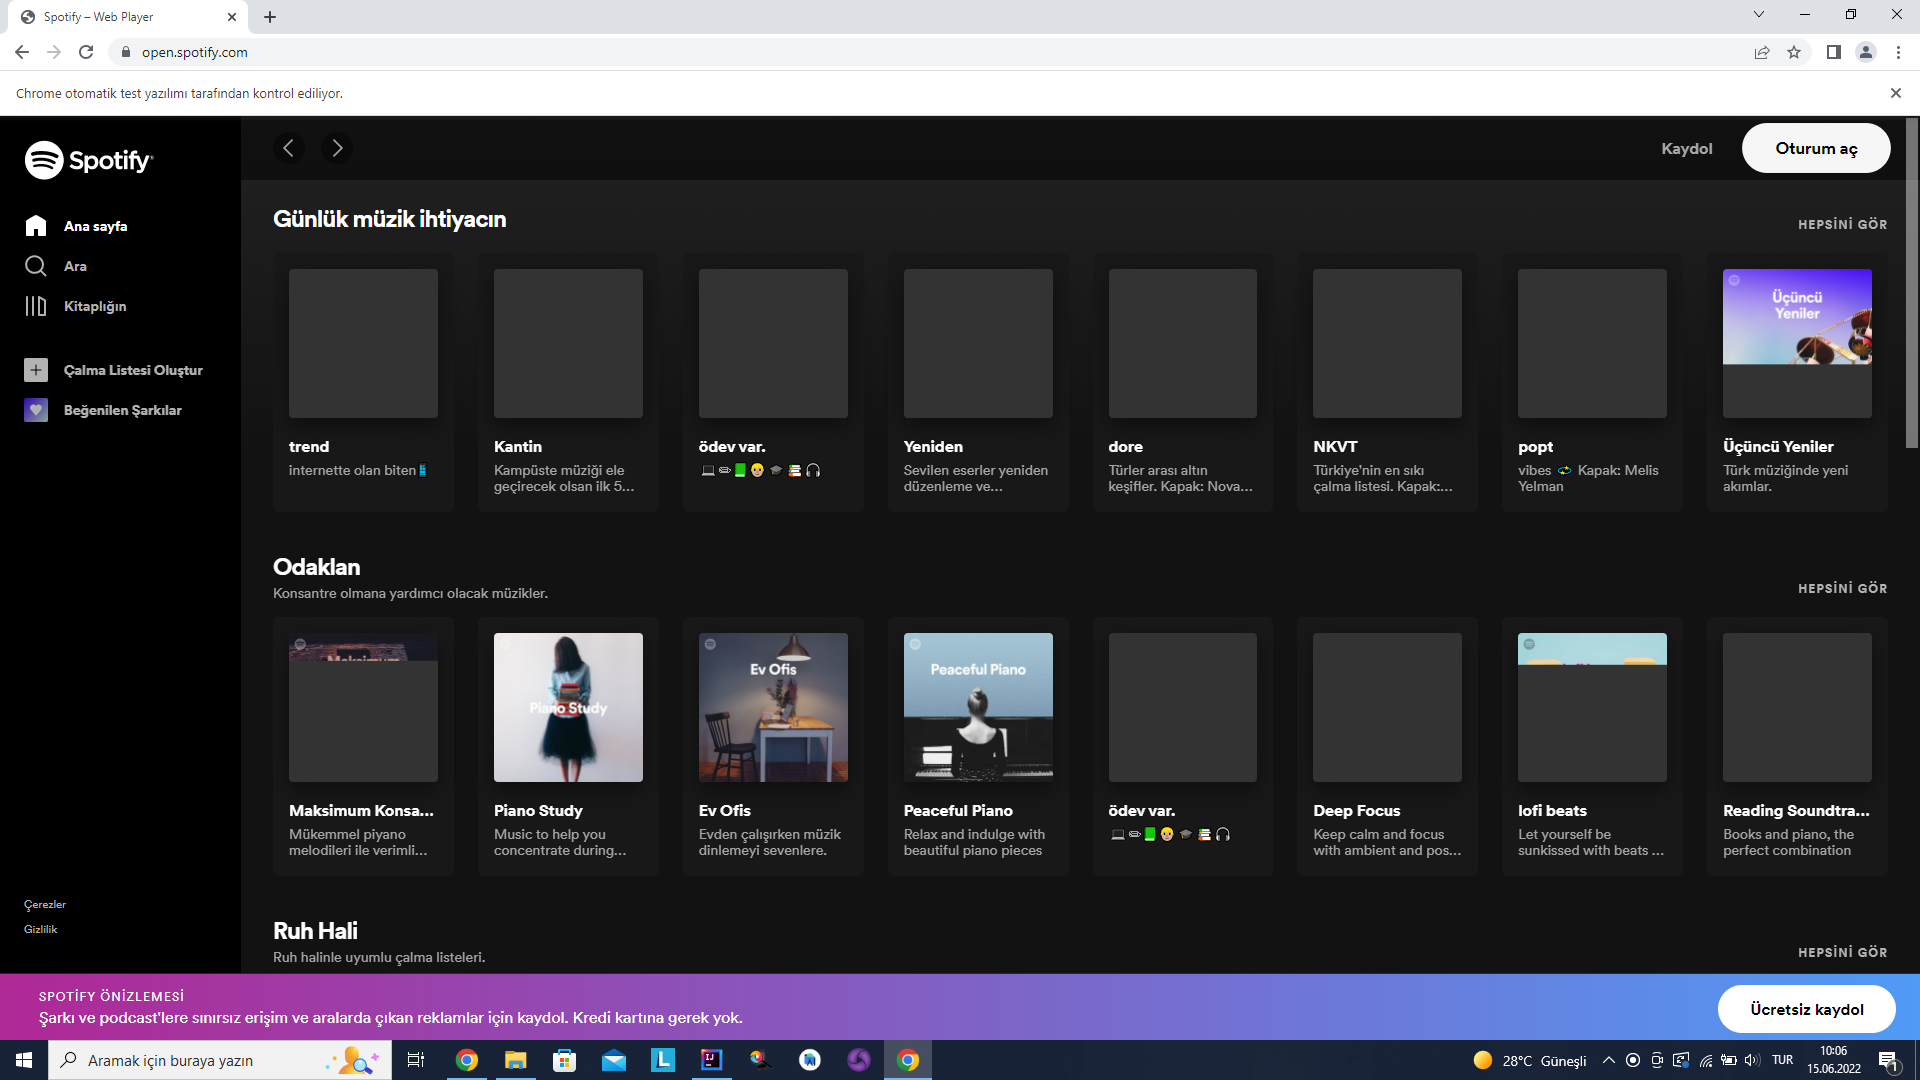 Spotify – Web Player
open.spotify.com
Chrome otomatik test yazılımı tarafından kontrol ediliyor.
Spotify
Kaydol
Oturum aç
Ana sayfa
Ara
Kitaplığın
Çalma Listesi Oluştur
Beğenilen Şarkılar
Çerezler
Gizlilik
Günlük müzik ihtiyacın
HEPSİNİ GÖR
trend
internette olan biten
Kantin
Kampüste müziği ele
geçirecek olsan ilk 5...
ödev var.
Yeniden
Sevilen eserler yeniden
düzenleme ve...
dore
Türler arası altın
keşifler. Kapak: Nova...
NKVT
Türkiye'nin en sıkı
çalma listesi. Kapak:...
popt
vibes Kapak: Melis
Yelman
Üçüncü
Yeniler
Üçüncü Yeniler
Türk müziğinde yeni
akımlar.
Odaklan
Konsantre olmana yardımcı olacak müzikler.
HEPSİNİ GÖR
Maksimum Konsa...
Mükemmel piyano
melodileri ile verimli...
Piano Study
Piano Study
Music to help you
concentrate during...
Ev Ofis
Ev Ofis
Evden çalışırken müzik
dinlemeyi sevenlere.
Peaceful Piano
Peaceful Piano
Relax and indulge with
beautiful piano pieces
ödev var.
Deep Focus
Keep calm and focus
with ambient and pos...
lofi beats
Let yourself be
sunkissed with beats ...
Reading Soundtra...
Books and piano, the
perfect combination
Ruh Hali
Ruh halinle uyumlu çalma listeleri.
HEPSİNİ GÖR
SPOTİFY ÖNİZLEMESİ
Şarkı ve podcast'lere sınırsız erişim ve aralarda çıkan reklamlar için kaydol. Kredi kartına gerek yok.
Ücretsiz kaydol
Aramak için buraya yazın
28°C Güneşli
TUR
10:06
15.06.2022
1